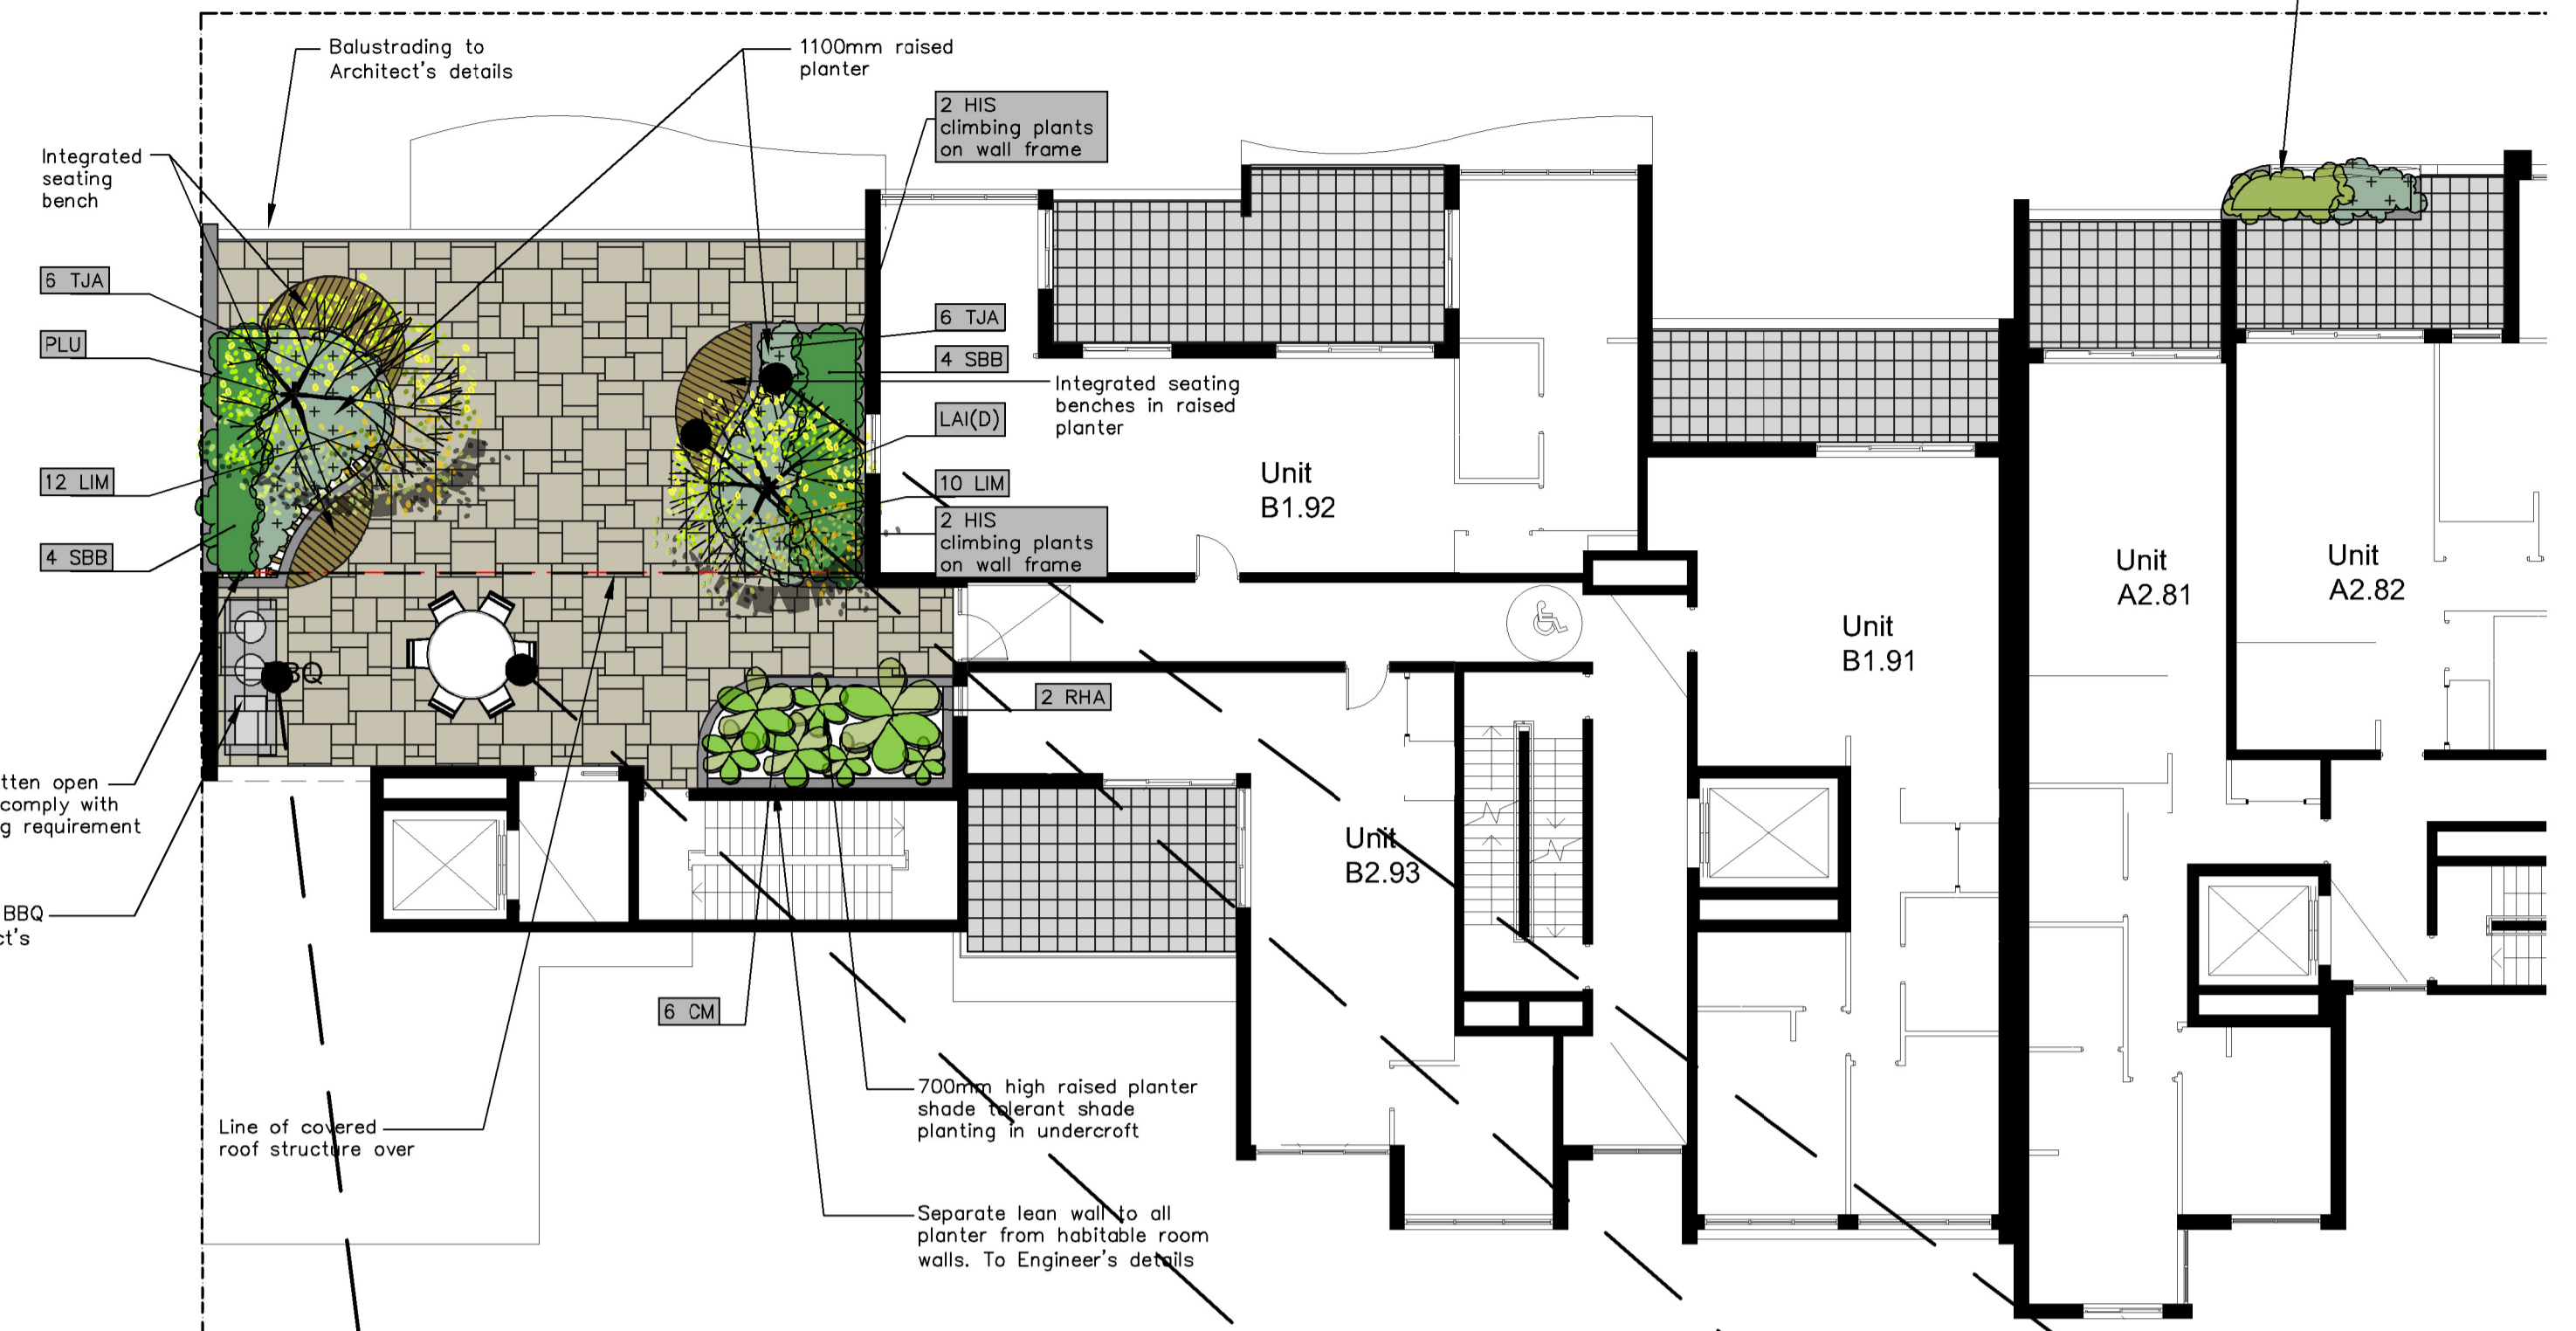 Balustrading to
Architect's details
1100mm raised
planter
2 HIS
climbing plants
on wall frame
Integrated
seating
bench
6 TJA
PLU
12 LIM
4 SBB
6 TJA
4 SBB
Integrated seating
benches in raised
planter
LAI(D)
10 LIM
2 HIS
climbing plants
on wall frame
Unit
B1.92
Unit
A2.81
Unit
A2.82
Unit
B1.91
BBQ
2 RHA
tten open
comply with
g requirement
Unit
B2.93
BBQ
ct's
6 CM
700mm high raised planter
shade tolerant shade
planting in undercroft
Line of covered
roof structure over
Separate lean wall to all
planter from habitable room
walls. To Engineer's details